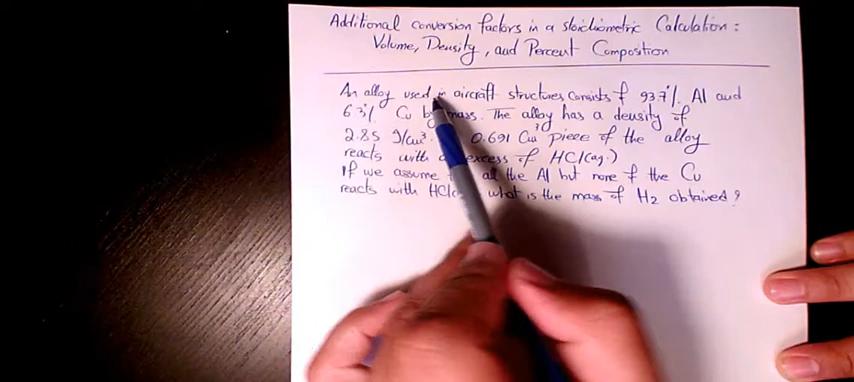 Additional conversion factors in a stoichiometric Calculation:
Volume, Density, and Percent Composition
An alloy used in aircraft structures consists of 93.7% Al and
6.3% Cu by mass. The alloy has a density of
2.85 g/cm³. 0.691 cm³ piece of the alloy
reacts with excess of HCl(aq.)
If we assume all the Al but none of the Cu
reacts with HCl what is the mass of H2 obtained?